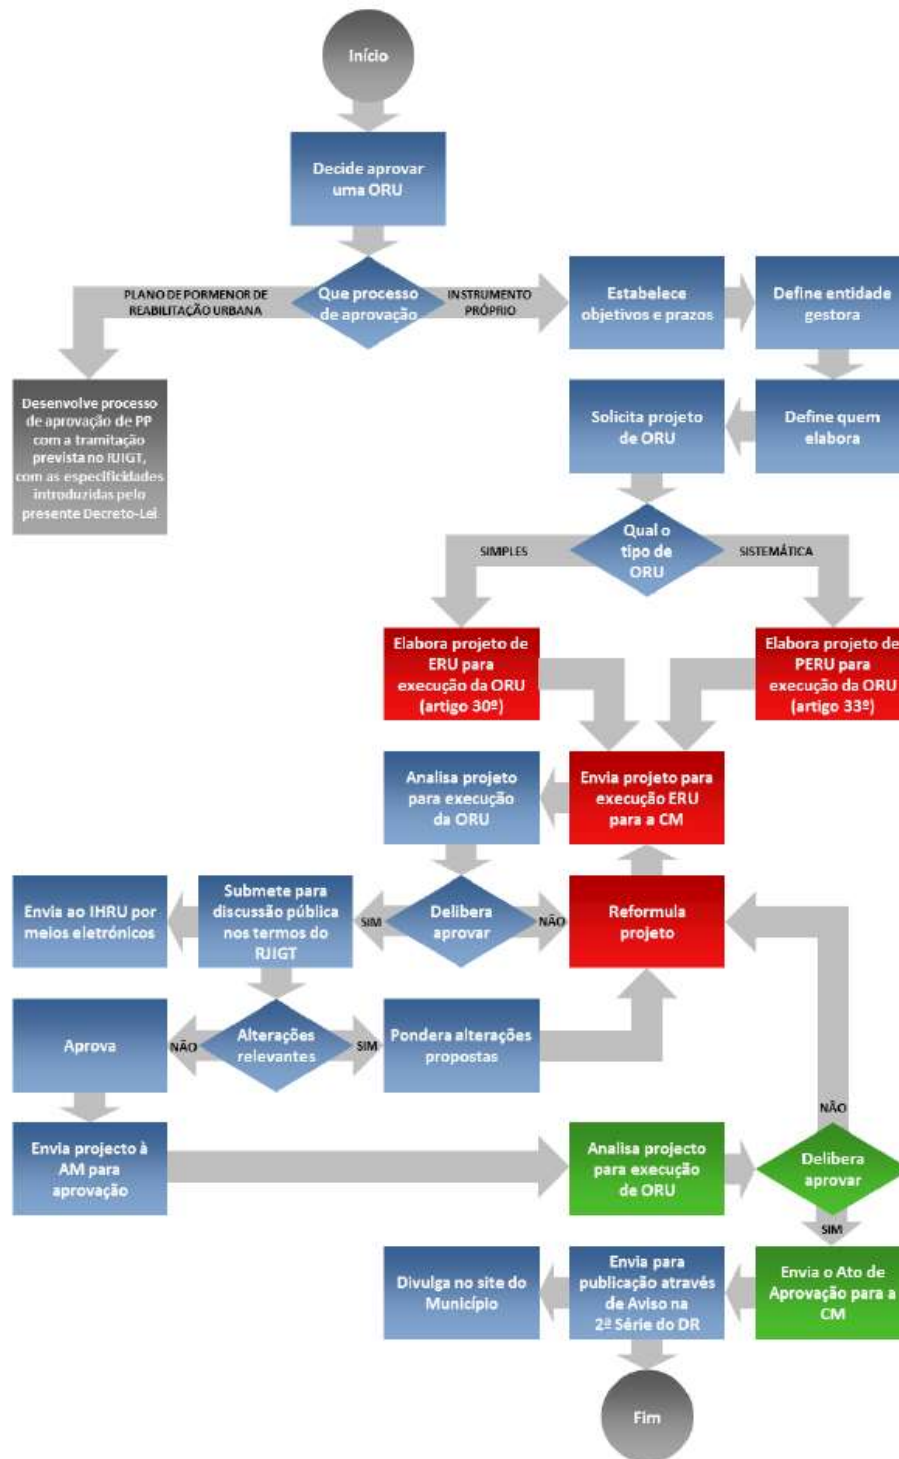 Início
Decide aprovar
uma ORU
Que processo
de aprovação
PLANO DE PORMENOR DE
REABILITAÇÃO URBANA
INSTRUMENTO
PRÓPRIO
Estabelece
objetivos e prazos
Define entidade
gestora
Desenvolve processo
de aprovação de PP
com a tramitação
prevista no RJIGT,
com as especificidades
introduzidas pelo
presente Decreto-Lei
Solicita projeto
de ORU
Define quem
elabora
Qual o
tipo de
ORU
SIMPLES
SISTEMÁTICA
Elabora projeto de
ERU para
execução da ORU
(artigo 30º)
Elabora projeto de
PERU para
execução da ORU
(artigo 33º)
Analisa projeto
para execução
da ORU
Envia projeto para
execução ERU
para a CM
Envia ao IHRU por
meios eletrónicos
Submete para
discussão pública
nos termos do
RJIGT
SIM
Delibera
aprovar
NÃO
Reformula
projeto
Aprova
NÃO
Alterações
relevantes
SIM
Pondera alterações
propostas
NÃO
Envia projecto à
AM para
aprovação
Analisa projecto
para execução
de ORU
Delibera
aprovar
SIM
Divulga no site do
Município
Envia para
publicação através
de Aviso na
2ª Série do DR
Envia o Ato de
Aprovação para a
CM
Fim